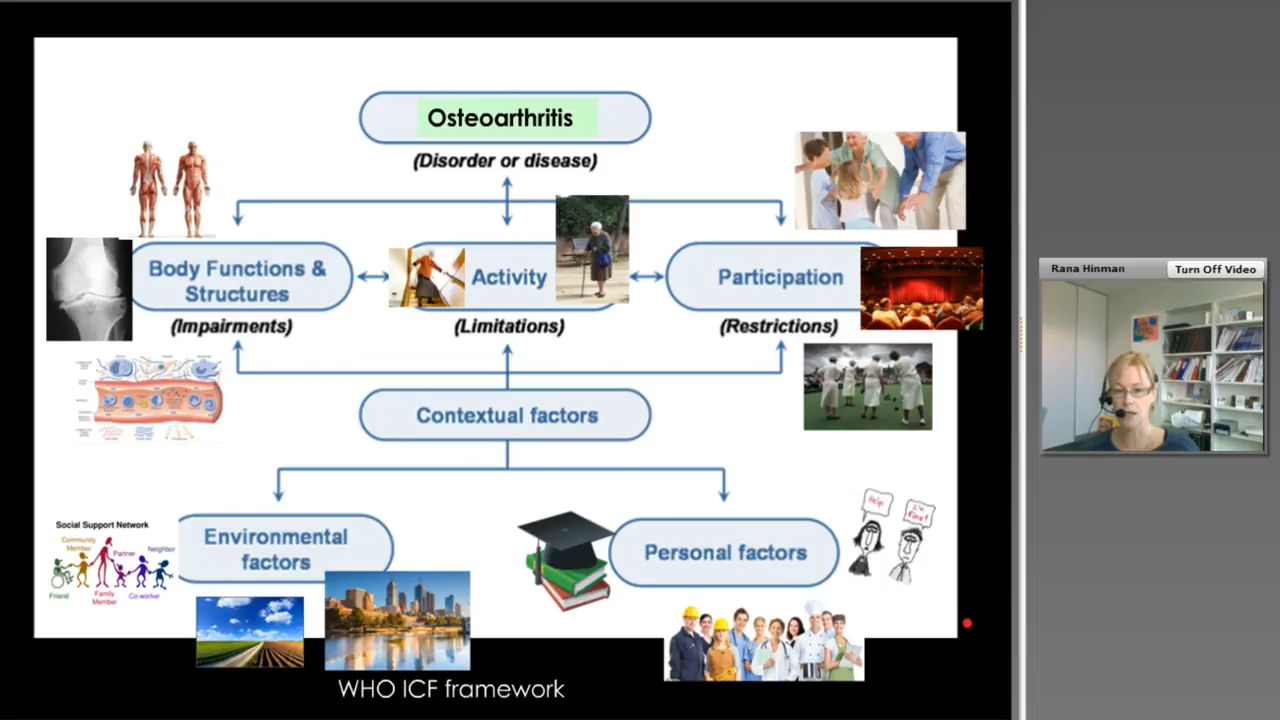 Osteoarthritis
(Disorder or disease)
Body Functions &
Structures
(Impairments)
Activity
(Limitations)
Participation
(Restrictions)
Contextual factors
Environmental
factors
Personal factors
Social Support Network
Community
Member
Partner
Neighbor
Friend
Family
Member
Co-worker
Help
I'm
fine!
WHO ICF framework
Rana Hinman
Turn Off Video